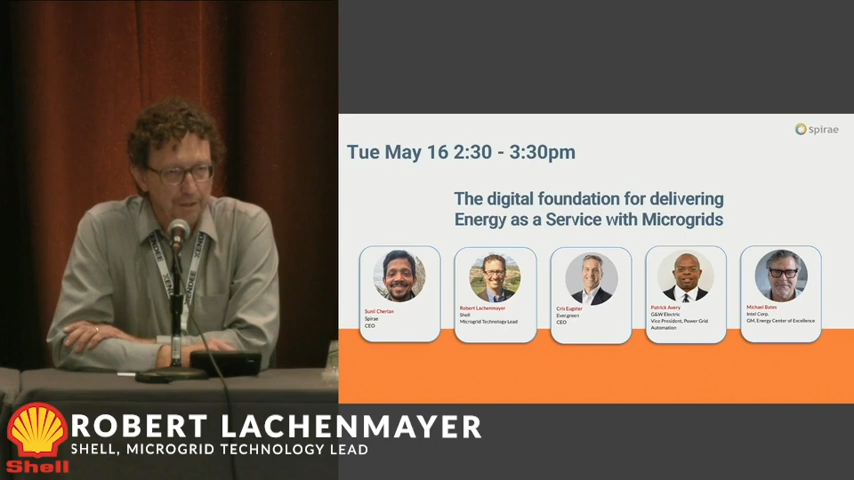 spirae
Tue May 16 2:30 - 3:30pm
The digital foundation for delivering
Energy as a Service with Microgrids
Sunil Cherian
Spirae
CEO
Robert Lachenmayer
Shell
Microgrid Technology Lead
Cris Eugster
Evergreen
CEO
Patrick Avery
G&W Electric
Vice President, Power Grid
Automation
Michael Bates
Intel Corp.
GM, Energy Center of Excellence
ROBERT LACHENMAYER
SHELL, MICROGRID TECHNOLOGY LEAD
Shell